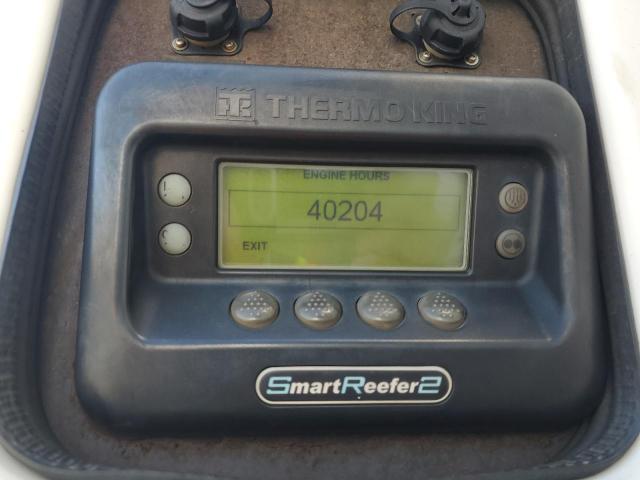 THERMO KING
ENGINE HOURS
40204
EXIT
SmartReefer2